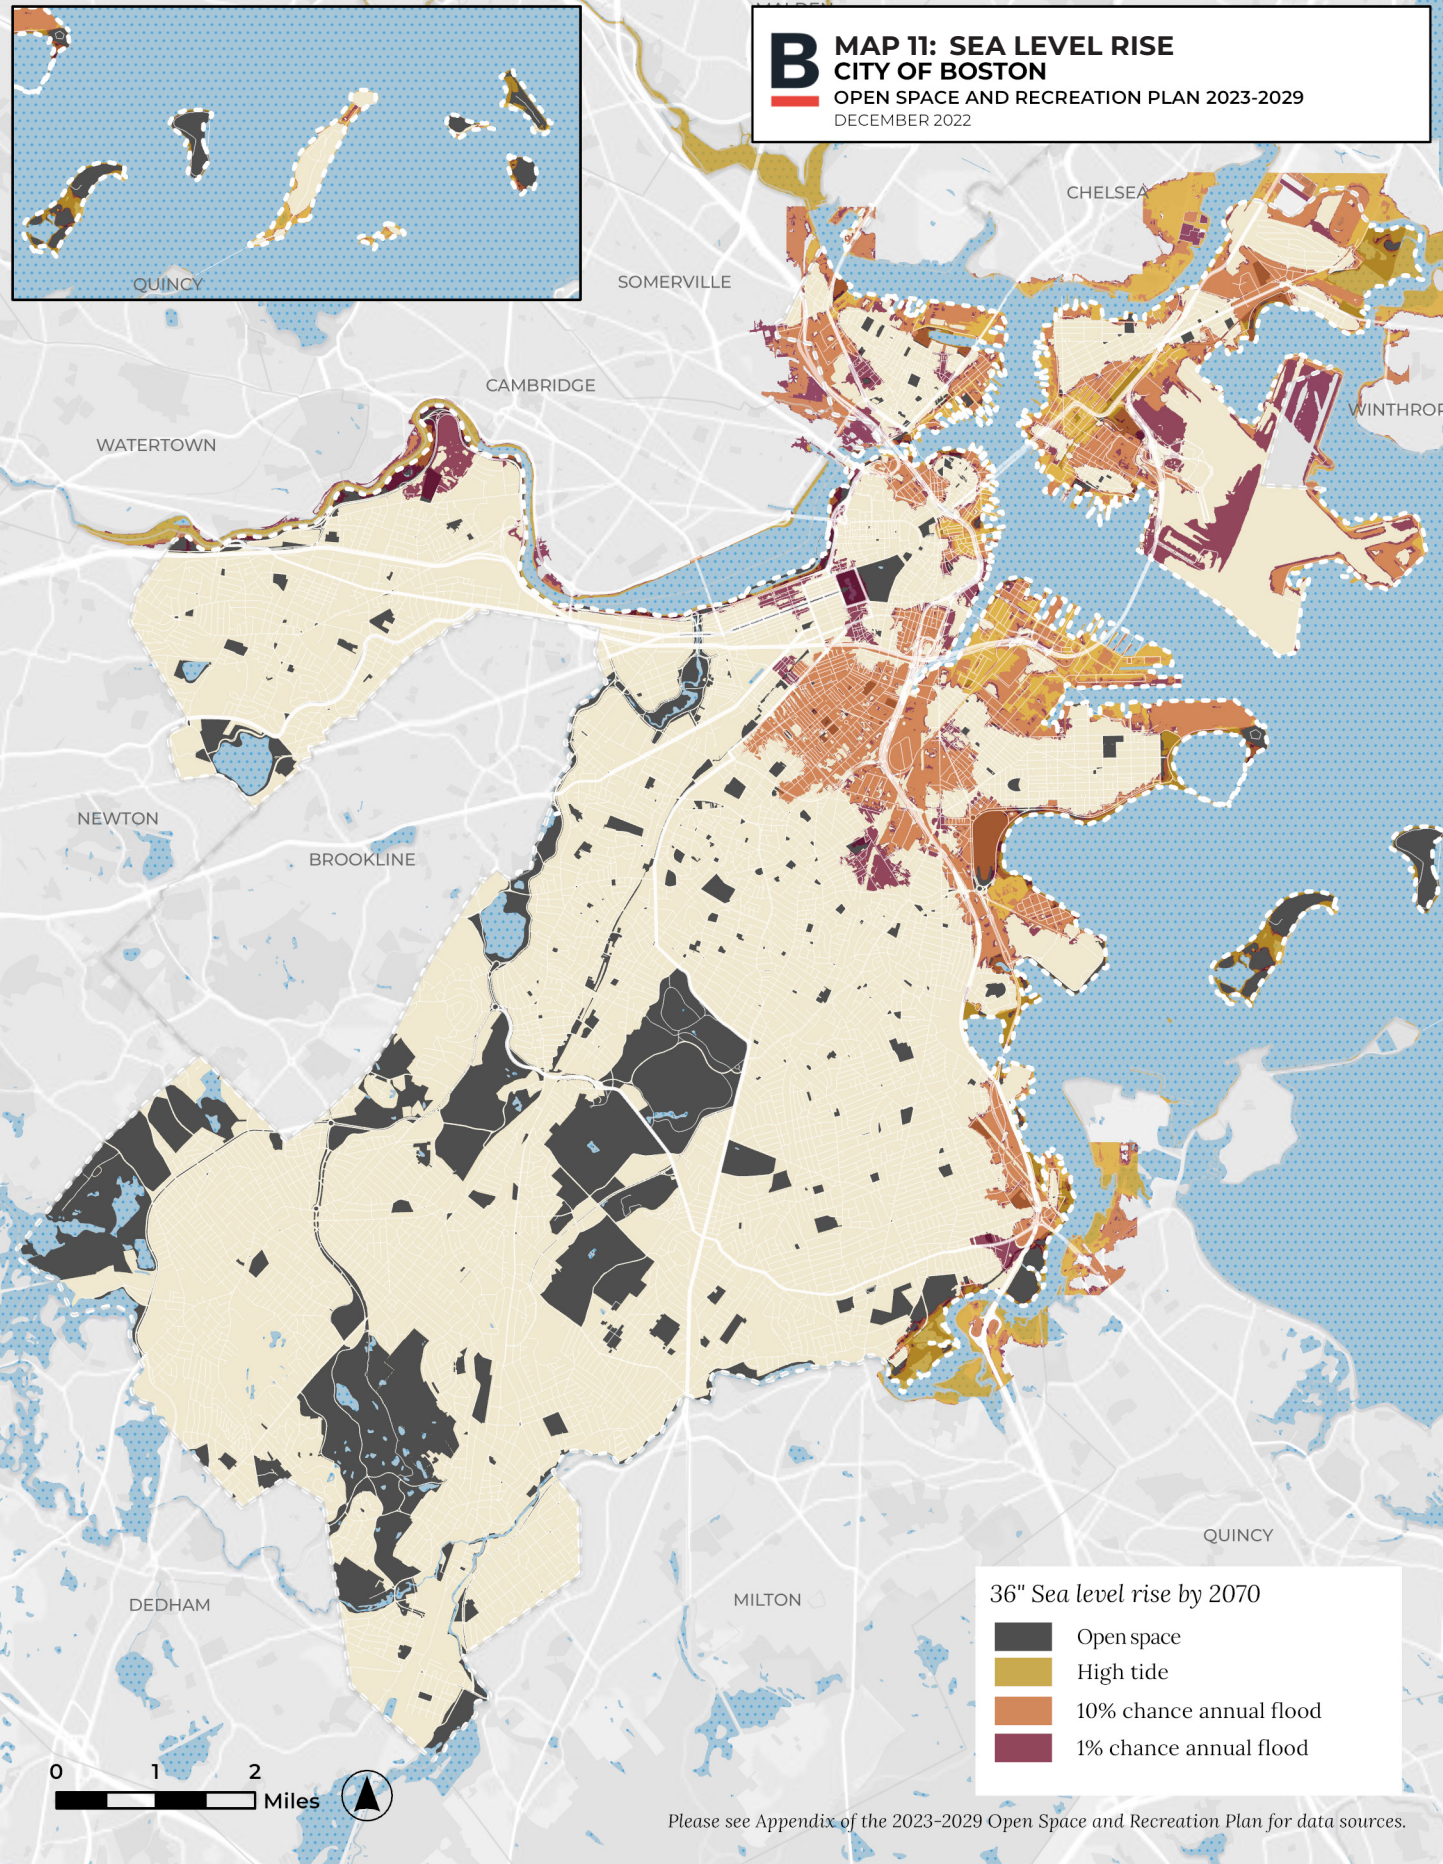 MALDEN
B
MAP 11: SEA LEVEL RISE
CITY OF BOSTON
OPEN SPACE AND RECREATION PLAN 2023-2029
DECEMBER 2022
CHELSEA
QUINCY
SOMERVILLE
CAMBRIDGE
WINTHROP
WATERTOWN
NEWTON
BROOKLINE
QUINCY
DEDHAM
MILTON
36" Sea level rise by 2070
Open space
High tide
10% chance annual flood
1% chance annual flood
0 1 2
Miles
Please see Appendix of the 2023-2029 Open Space and Recreation Plan for data sources.